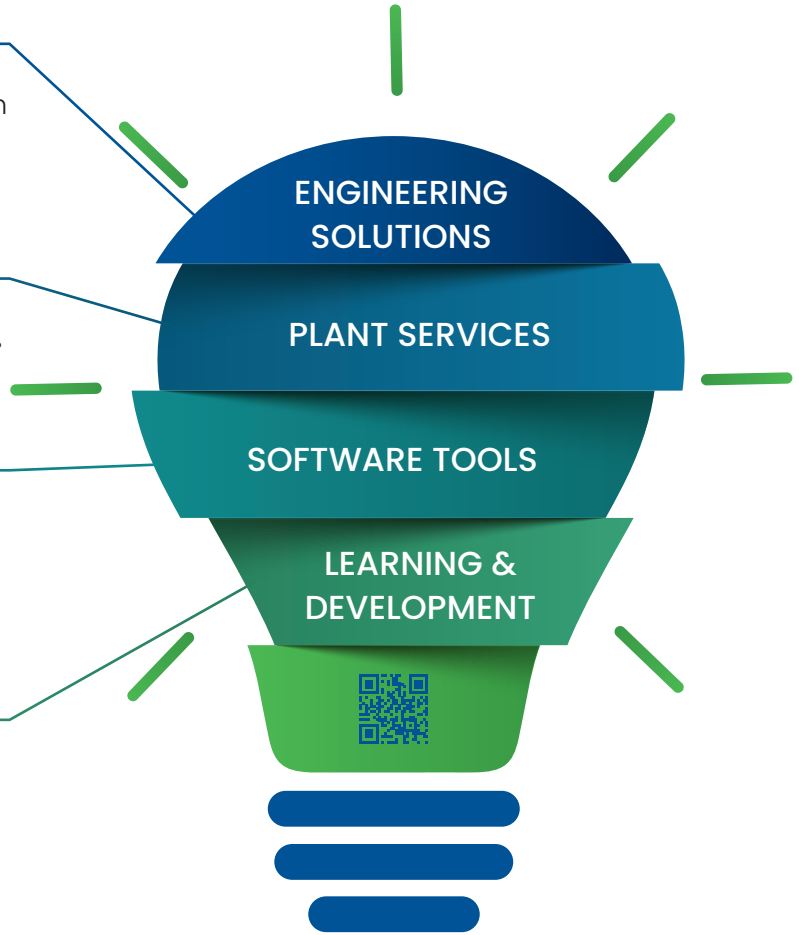 ENGINEERING
SOLUTIONS
PLANT SERVICES
SOFTWARE TOOLS
LEARNING &
DEVELOPMENT